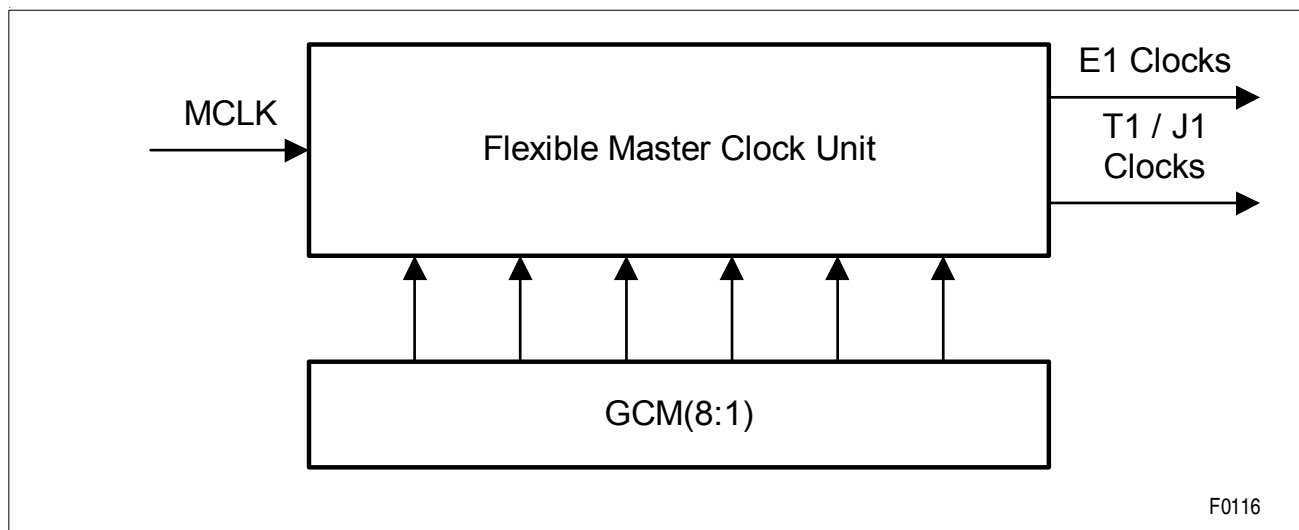 E1 Clocks
MCLK
T1 / J1
Clocks
Flexible Master Clock Unit
GCM(8:1)
F0116